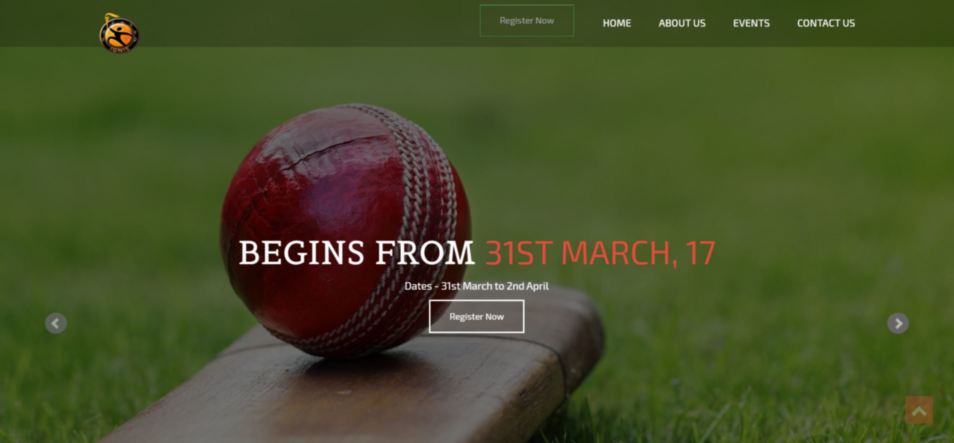 Register Now
HOME
ABOUT US
EVENTS
CONTACT US
BEGINS FROM 31ST MARCH, 17
Dates - 31st March to 2nd April
Register Now